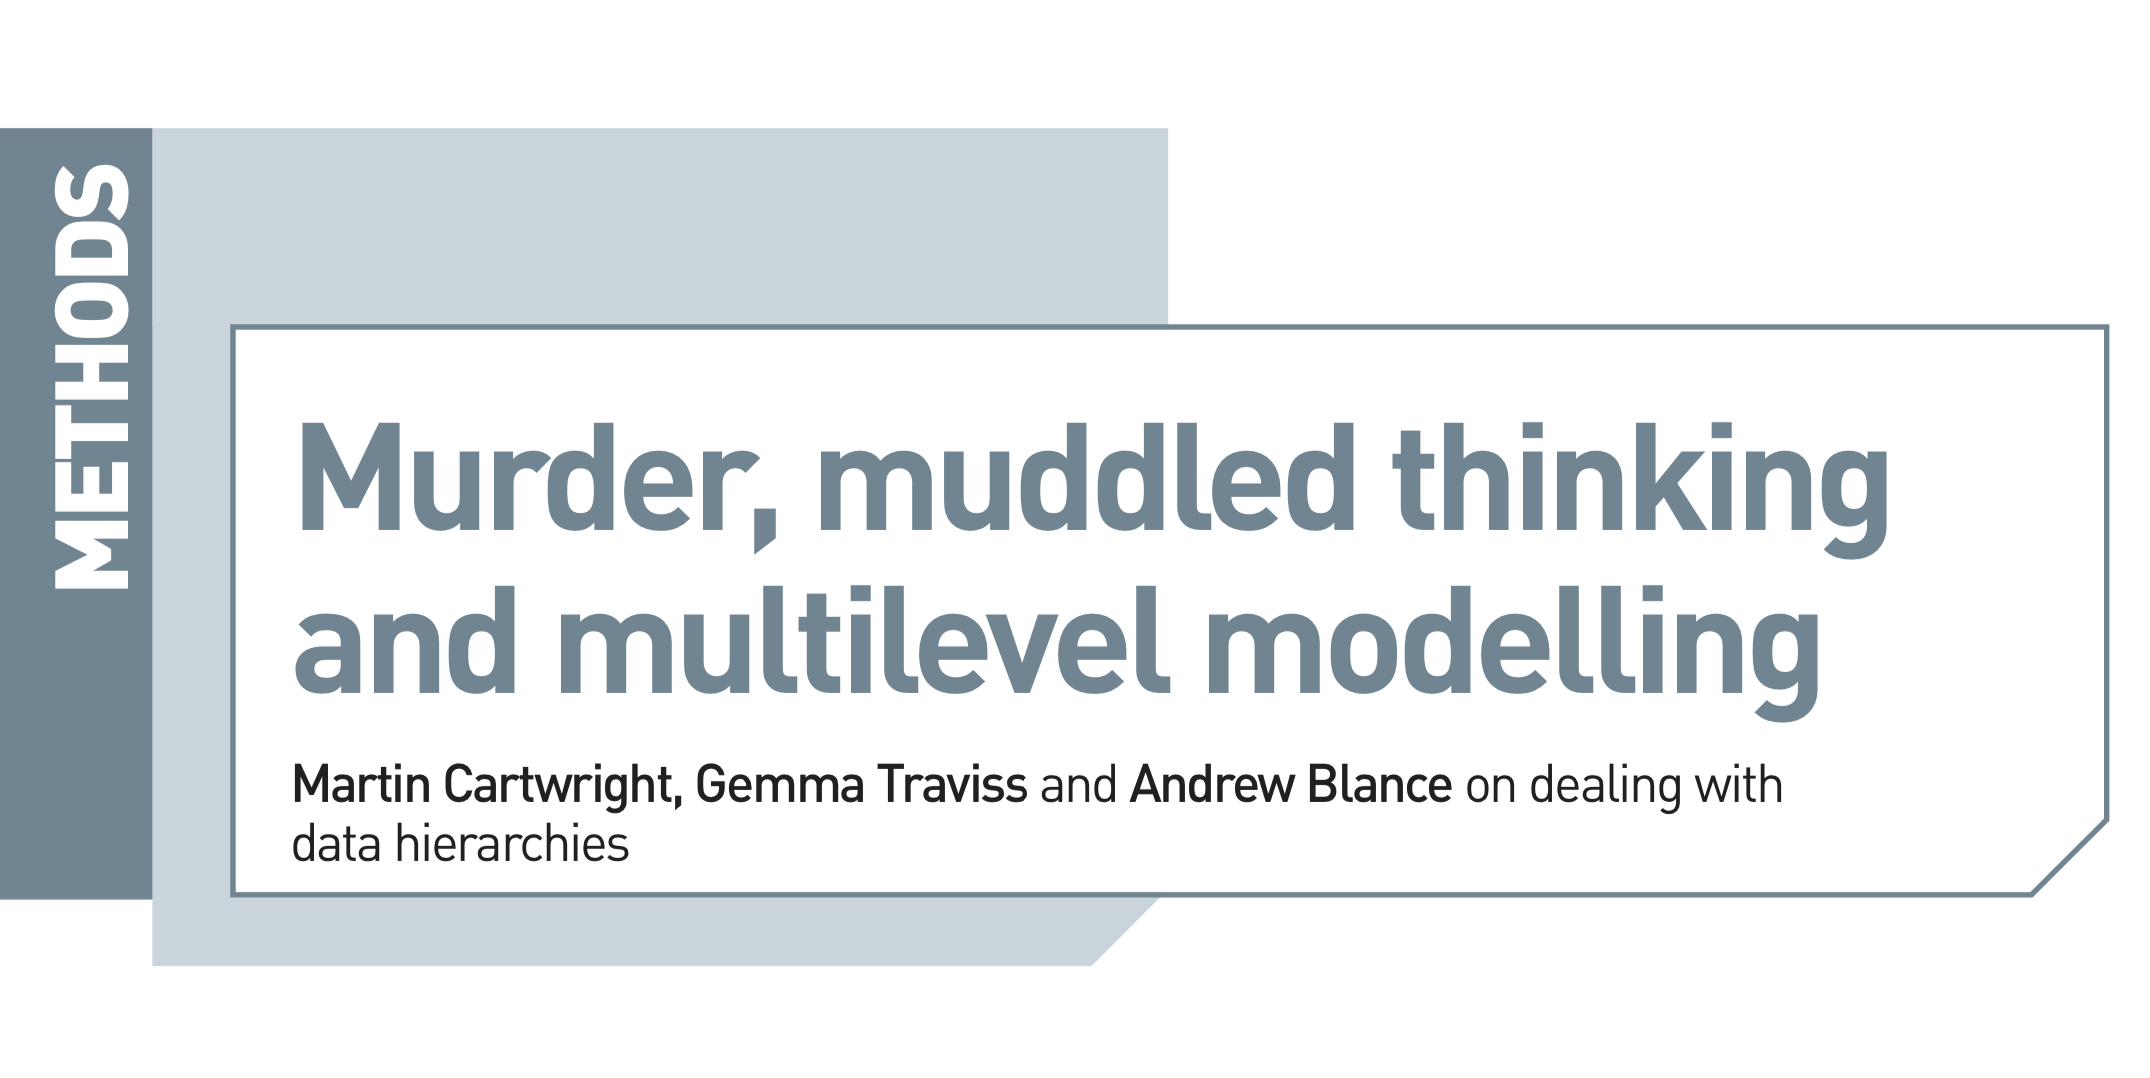 METHODS
Murder, muddled thinking
and multilevel modelling
Martin Cartwright, Gemma Traviss and Andrew Blance on dealing with
data hierarchies